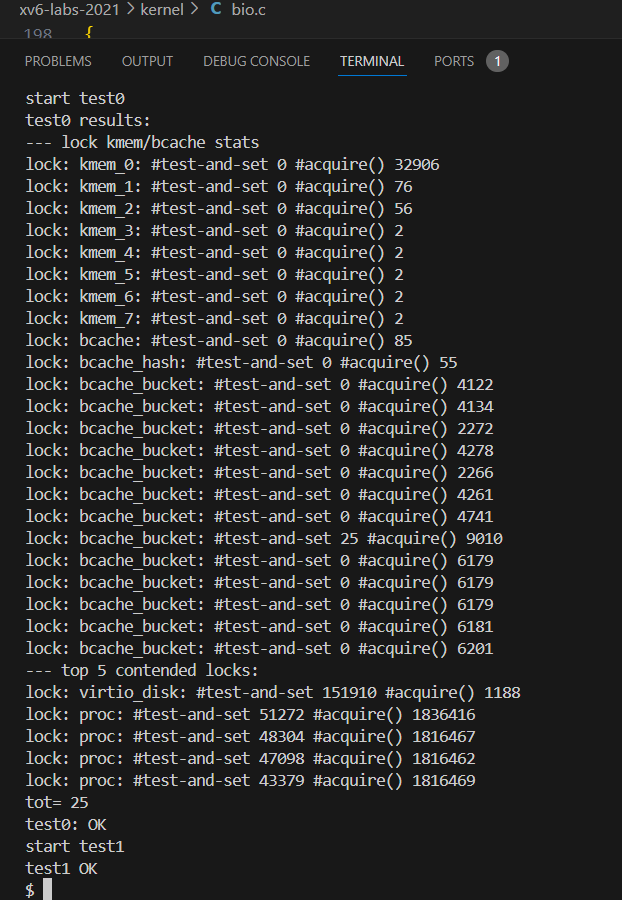 xv6-labs-2021 > kernel > C bio.c
198 {
PROBLEMS OUTPUT DEBUG CONSOLE TERMINAL PORTS 1
start test0
test0 results:
--- lock kmem/bcache stats
lock: kmem_0: #test-and-set 0 #acquire() 32906
lock: kmem_1: #test-and-set 0 #acquire() 76
lock: kmem_2: #test-and-set 0 #acquire() 56
lock: kmem_3: #test-and-set 0 #acquire() 2
lock: kmem_4: #test-and-set 0 #acquire() 2
lock: kmem_5: #test-and-set 0 #acquire() 2
lock: kmem_6: #test-and-set 0 #acquire() 2
lock: kmem_7: #test-and-set 0 #acquire() 2
lock: bcache: #test-and-set 0 #acquire() 85
lock: bcache_hash: #test-and-set 0 #acquire() 55
lock: bcache_bucket: #test-and-set 0 #acquire() 4122
lock: bcache_bucket: #test-and-set 0 #acquire() 4134
lock: bcache_bucket: #test-and-set 0 #acquire() 2272
lock: bcache_bucket: #test-and-set 0 #acquire() 4278
lock: bcache_bucket: #test-and-set 0 #acquire() 2266
lock: bcache_bucket: #test-and-set 0 #acquire() 4261
lock: bcache_bucket: #test-and-set 0 #acquire() 4741
lock: bcache_bucket: #test-and-set 25 #acquire() 9010
lock: bcache_bucket: #test-and-set 0 #acquire() 6179
lock: bcache_bucket: #test-and-set 0 #acquire() 6179
lock: bcache_bucket: #test-and-set 0 #acquire() 6179
lock: bcache_bucket: #test-and-set 0 #acquire() 6181
lock: bcache_bucket: #test-and-set 0 #acquire() 6201
--- top 5 contended locks:
lock: virtio_disk: #test-and-set 151910 #acquire() 1188
lock: proc: #test-and-set 51272 #acquire() 1836416
lock: proc: #test-and-set 48304 #acquire() 1816467
lock: proc: #test-and-set 47098 #acquire() 1816462
lock: proc: #test-and-set 43379 #acquire() 1816469
tot= 25
test0: OK
start test1
test1 OK
$